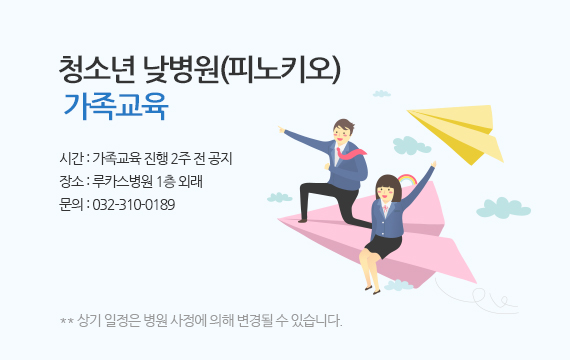 청소년 낮병원(피노키오)
가족교육
시간 : 가족교육 진행 2주 전 공지
장소 : 루카스병원 1층 외래
문의 : 032-310-0189
** 상기 일정은 병원 사정에 의해 변경될 수 있습니다.